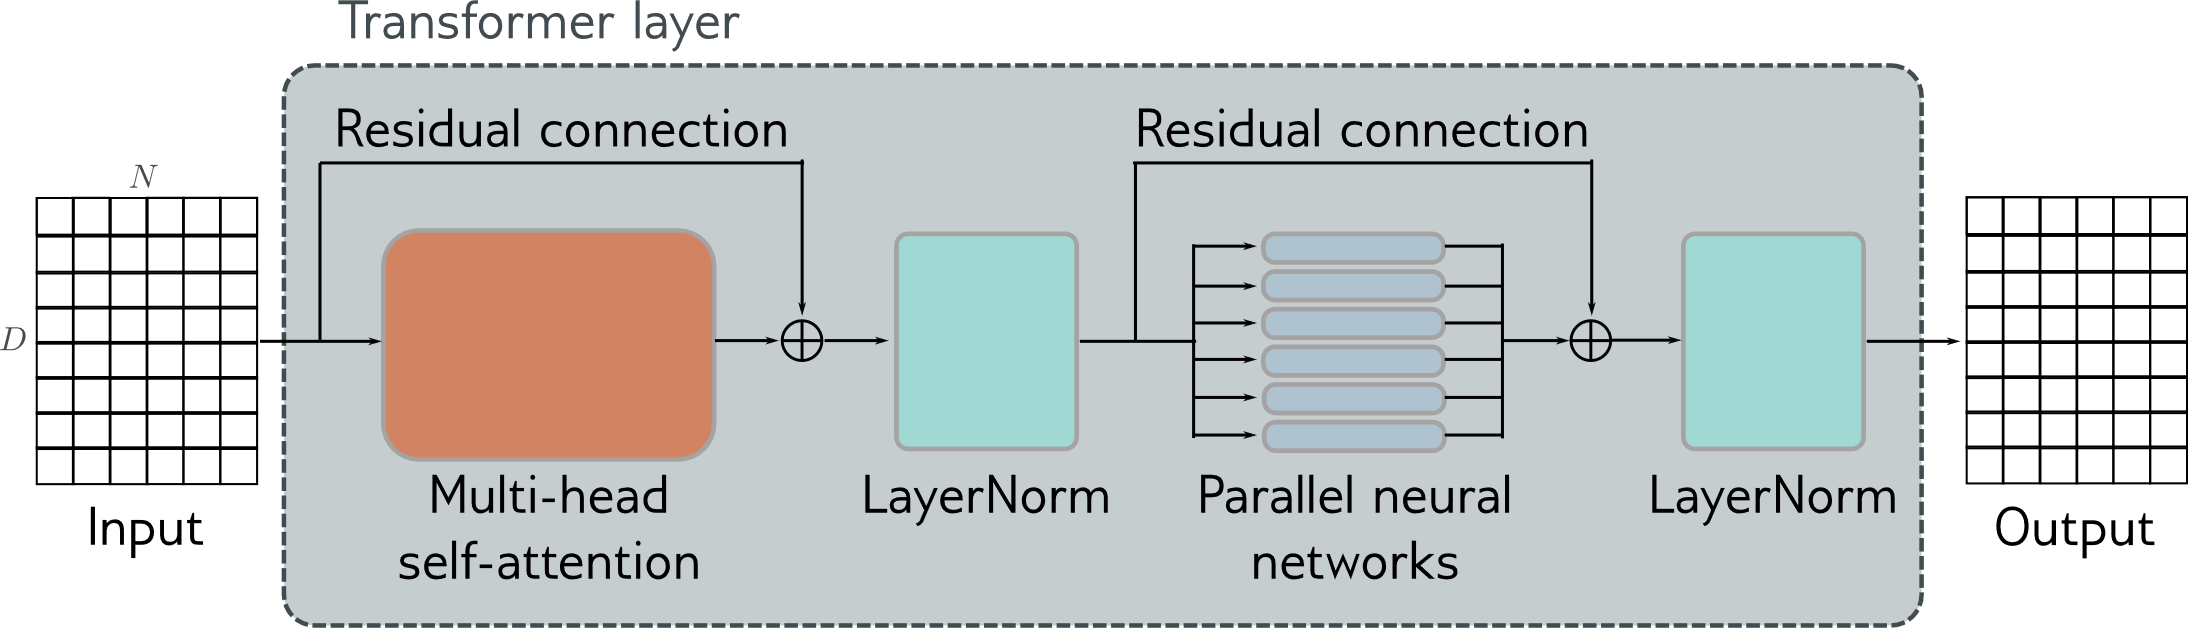 Transformer layer
Residual connection
Residual connection
N
D
Input
Multi-head
self-attention
LayerNorm
Parallel neural
networks
LayerNorm
Output